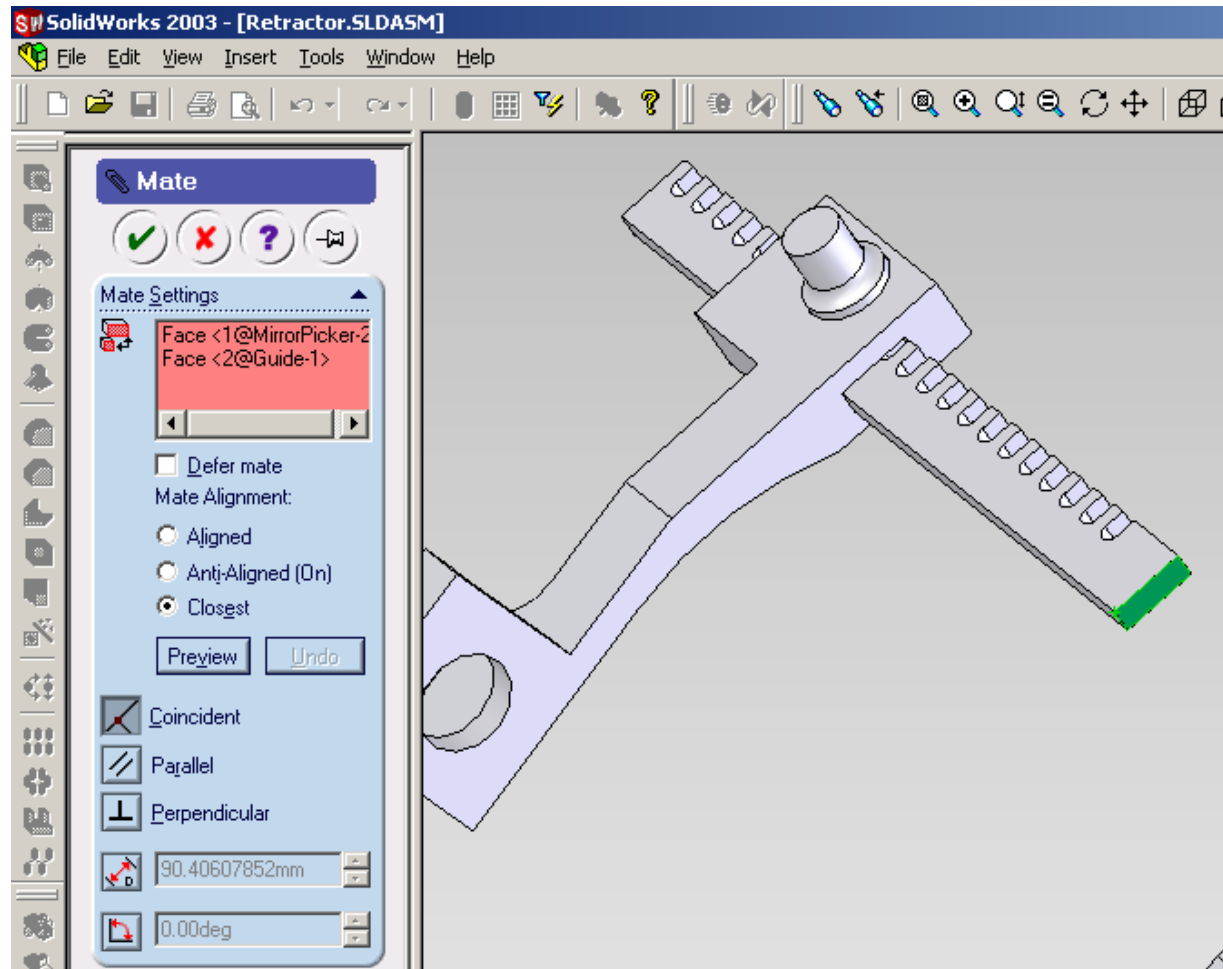 SolidWorks 2003 - [Retractor.SLDASM]
File Edit View Insert Tools Window Help
Mate
Mate Settings
Face <1@MirrorPicker-2
Face <2@Guide-1>
Defer mate
Mate Alignment:
Aligned
Anti-Aligned (On)
Closest
Preview Undo
Coincident
Parallel
Perpendicular
90.40607852mm
0.00deg